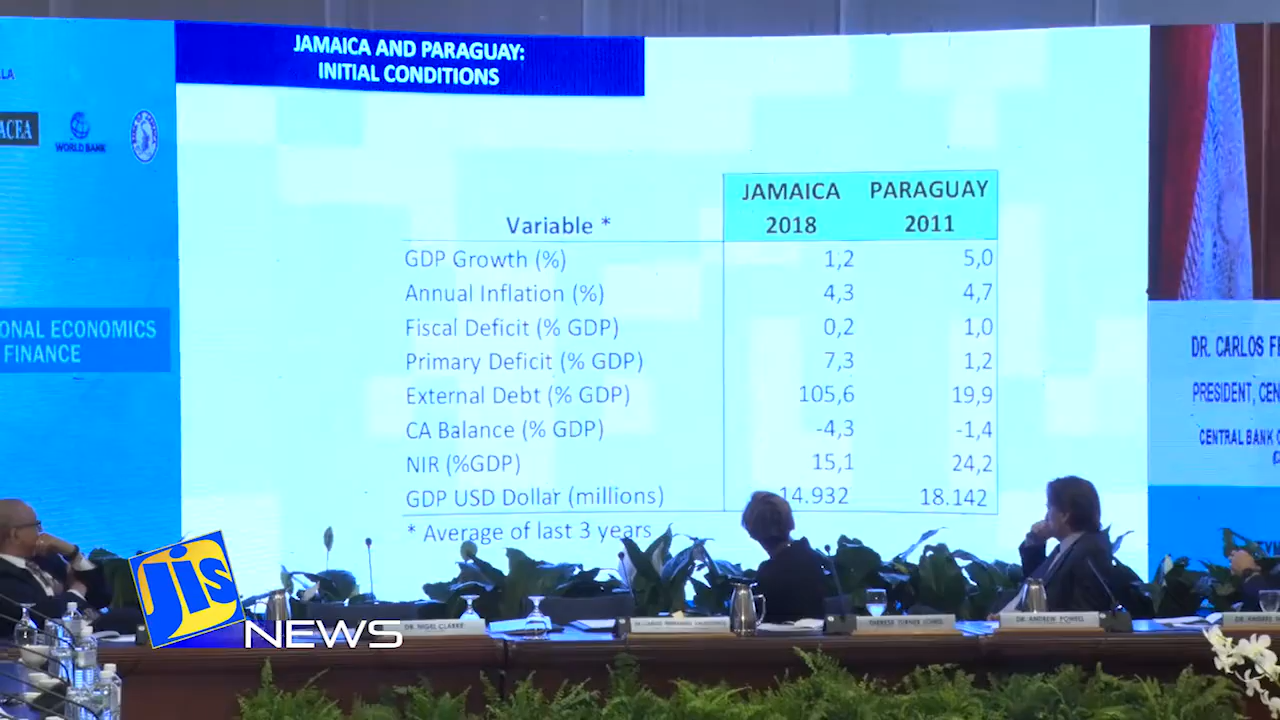 JAMAICA AND PARAGUAY:
INITIAL CONDITIONS
LA
ACEA
WORLD BANK
ONAL ECONOMICS
FINANCE
JAMAICA PARAGUAY
Variable * 2018 2011
GDP Growth (%) 1,2 5,0
Annual Inflation (%) 4,3 4,7
Fiscal Deficit (% GDP) 0,2 1,0
Primary Deficit (% GDP) 7,3 1,2
External Debt (% GDP) 105,6 19,9
CA Balance (% GDP) -4,3 -1,4
NIR (%GDP) 15,1 24,2
GDP USD Dollar (millions) 14.932 18.142
* Average of last 3 years
DR. CARLOS FE
PRESIDENT, CEN
CENTRAL BANK
jis
NEWS
DR. NIGEL CLARKE
THERESE TURNER-JONES
DR. ANDREW POWELL